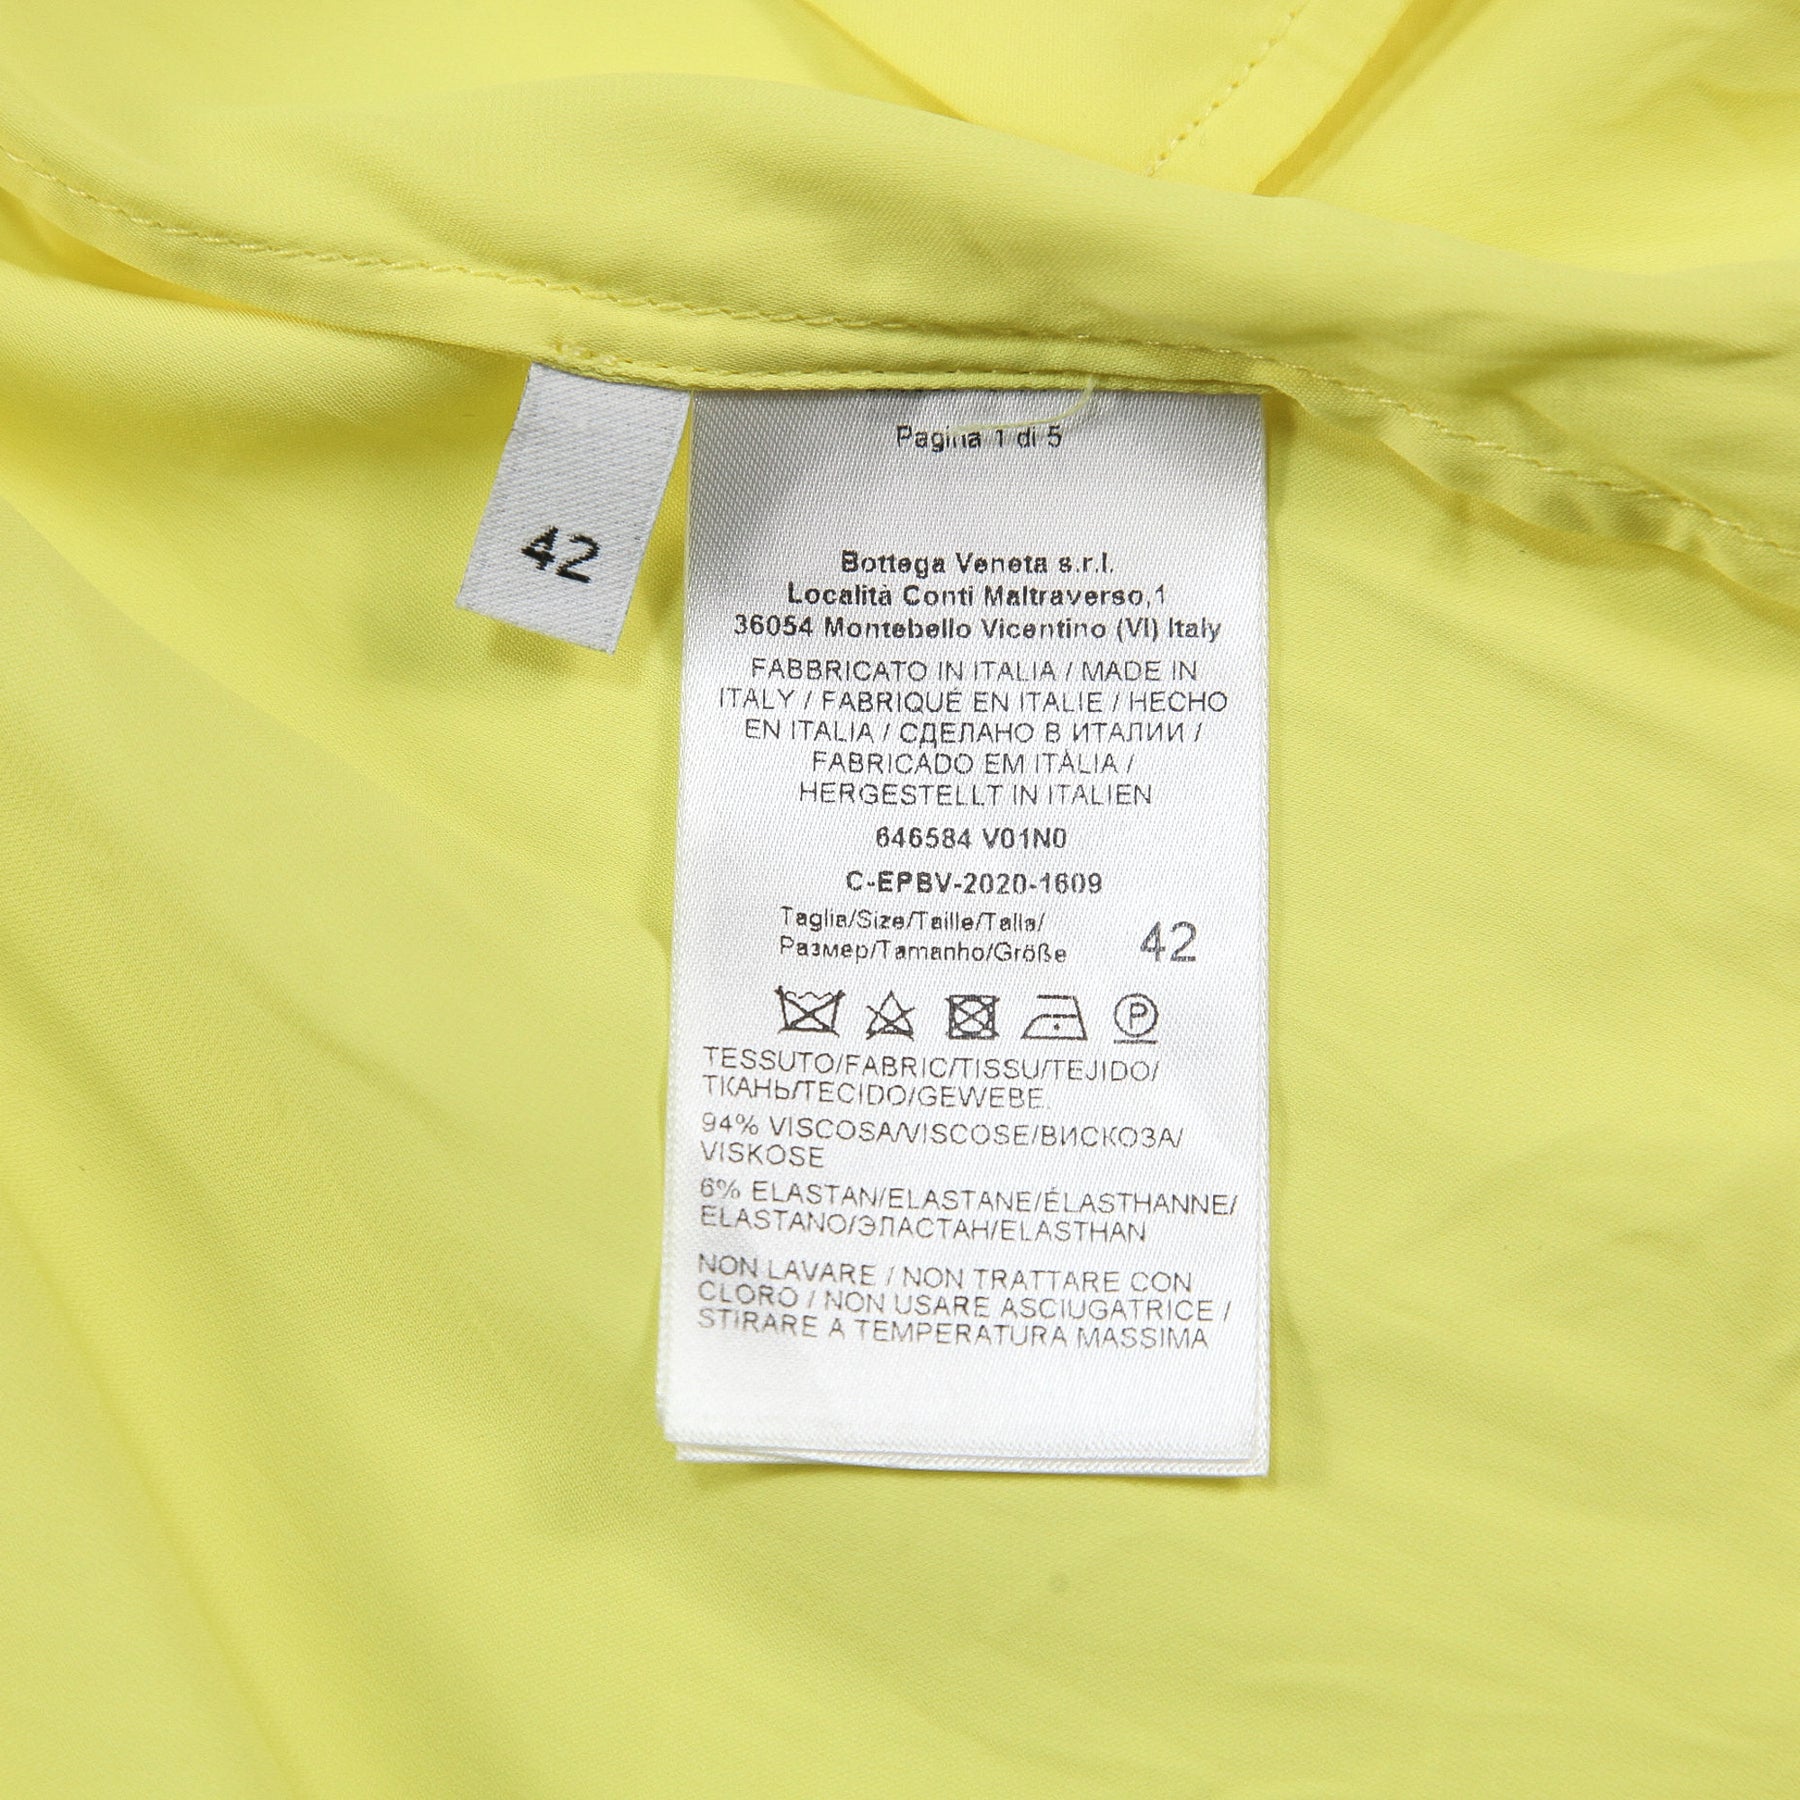 42
Pagina 1 di 5
Bottega Veneta s.r.l.
Località Conti Maltraverso,1
36054 Montebello Vicentino (VI) Italy
FABBRICATO IN ITALIA / MADE IN
ITALY / FABRIQUÉ EN ITALIE / HECHO
EN ITALIA / СДЕЛАНО В ИТАЛИИ /
FABRICADO EM ITÁLIA /
HERGESTELLT IN ITALIEN
646584 V01N0
C-EPBV-2020-1609
Taglia/Size/Taille/Talla/
Размер/Tamanho/Größe 42
P
TESSUTO/FABRIC/TISSU/TEJIDO/
ТКАНЬ/TECIDO/GEWEBE.
94% VISCOSA/VISCOSE/ВИСКОЗА/
VISKOSE
6% ELASTAN/ELASTANE/ÉLASTHANNE/
ELASTANO/ЭЛАСТАН/ELASTHAN
NON LAVARE / NON TRATTARE CON
CLORO / NON USARE ASCIUGATRICE /
STIRARE A TEMPERATURA MASSIMA